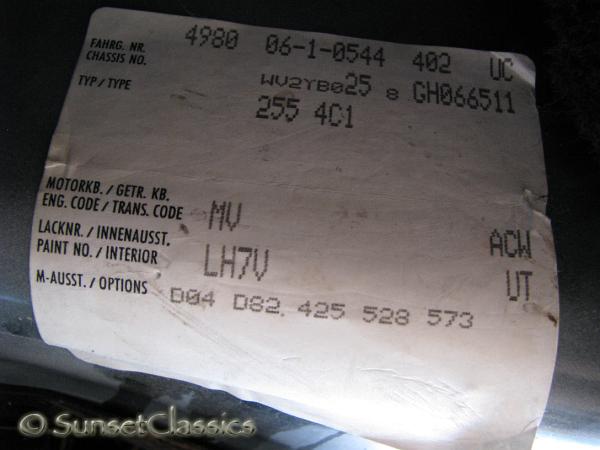 4980 06-1-0544 402 UC
FAHRG. NR.
CHASSIS NO.
WV2YB025 8 GH066511
TYP / TYPE
255 4C1
MOTORKB. / GETR. KB.
ENG. CODE / TRANS. CODE
MV ACW
LACKNR. / INNENAUSST.
PAINT NO. / INTERIOR
LH7V UT
M-AUSST. / OPTIONS
D04 D82 425 528 573
© SunsetClassics